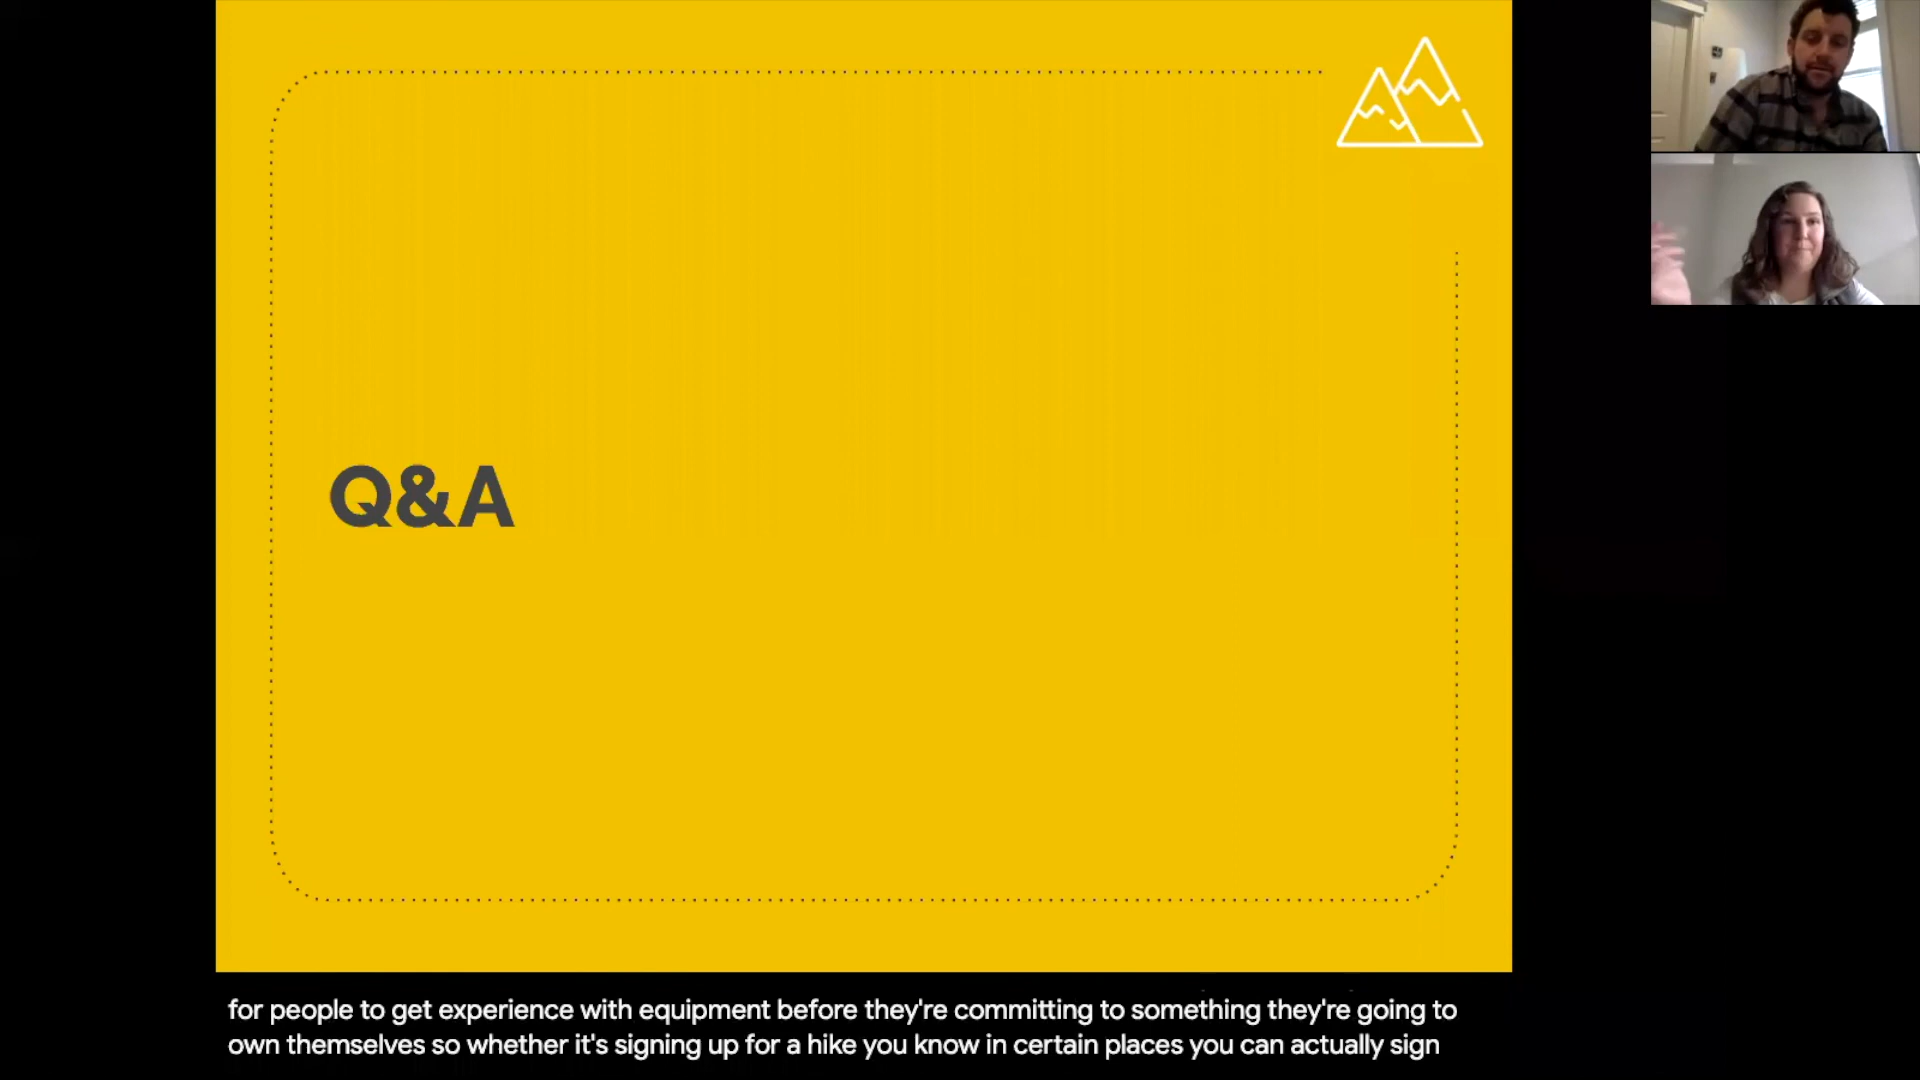 Q&A
for people to get experience with equipment before they're committing to something they're going to
own themselves so whether it's signing up for a hike you know in certain places you can actually sign